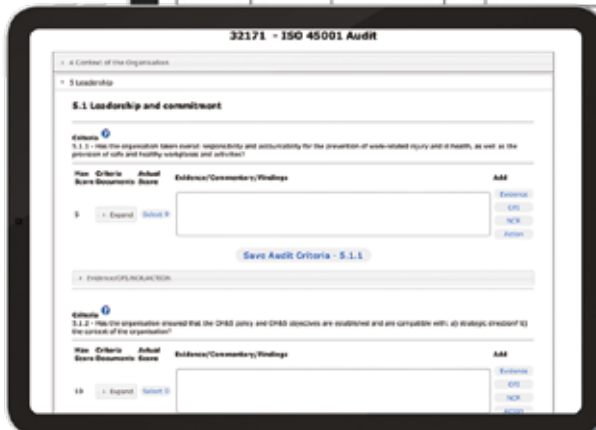 32171 - ISO 45001 Audit
4 Context of the Organisation
5 Leadership
5.1 Leadership and commitment
Criteria ?
5.1.1 - Has the organisation taken overall responsibility and accountability for the prevention of work-related injury and ill health, as well as the
provision of safe and healthy workplaces and activities?
Max Score Criteria Documents Actual Score Evidence/Commentary/Findings Add
5 Expand Select Evidence
OFI
NCR
Action
Save Audit Criteria - 5.1.1
Evidence/OFI/NCR/ACTION
Criteria ?
5.1.2 - Has the organisation ensured that the OH&S policy and OH&S objectives are established and are compatible with: a) strategic direction? b)
the context of the organisation?
Max Score Criteria Documents Actual Score Evidence/Commentary/Findings Add
10 Expand Select Evidence
OFI
NCR